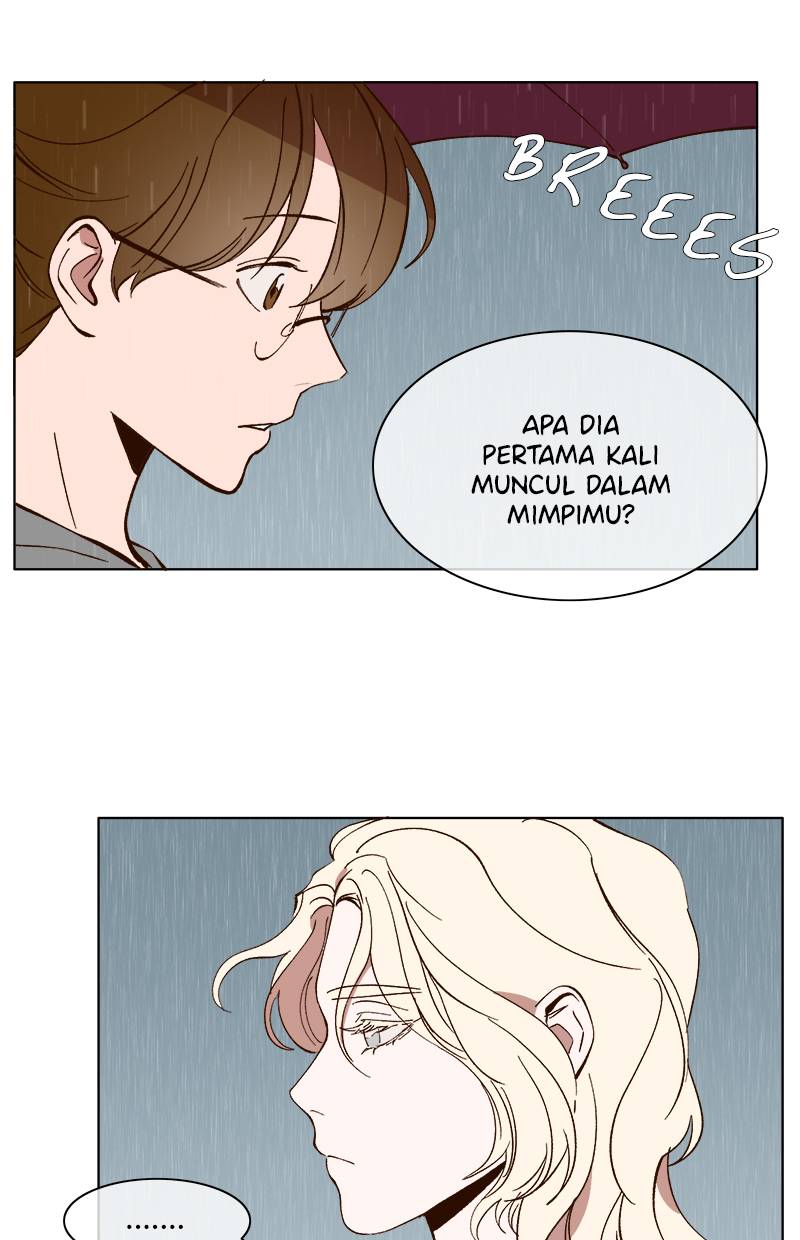 BREEES
APA DIA
PERTAMA KALI
MUNCUL DALAM
MIMPIMU?
.......